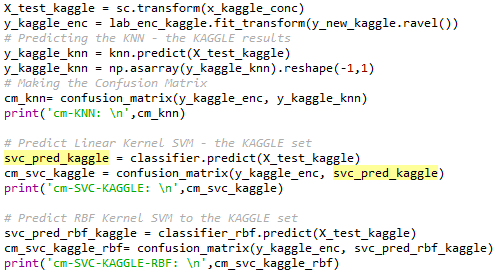 X_test_kaggle = sc.transform(x_kaggle_conc)
y_kaggle_enc = lab_enc_kaggle.fit_transform(y_new_kaggle.ravel())
# Predicting the KNN - the KAGGLE results
y_kaggle_knn = knn.predict(X_test_kaggle)
y_kaggle_knn = np.asarray(y_kaggle_knn).reshape(-1,1)
# Making the Confusion Matrix
cm_knn= confusion_matrix(y_kaggle_enc, y_kaggle_knn)
print('cm-KNN: \n',cm_knn)

# Predict Linear Kernel SVM - the KAGGLE set
svc_pred_kaggle = classifier.predict(X_test_kaggle)
cm_svc_kaggle = confusion_matrix(y_kaggle_enc, svc_pred_kaggle)
print('cm-SVC-KAGGLE: \n',cm_svc_kaggle)

# Predict RBF Kernel SVM to the KAGGLE set
svc_pred_rbf_kaggle = classifier_rbf.predict(X_test_kaggle)
cm_svc_kaggle_rbf= confusion_matrix(y_kaggle_enc, svc_pred_rbf_kaggle)
print('cm-SVC-KAGGLE-RBF: \n',cm_svc_kaggle_rbf)